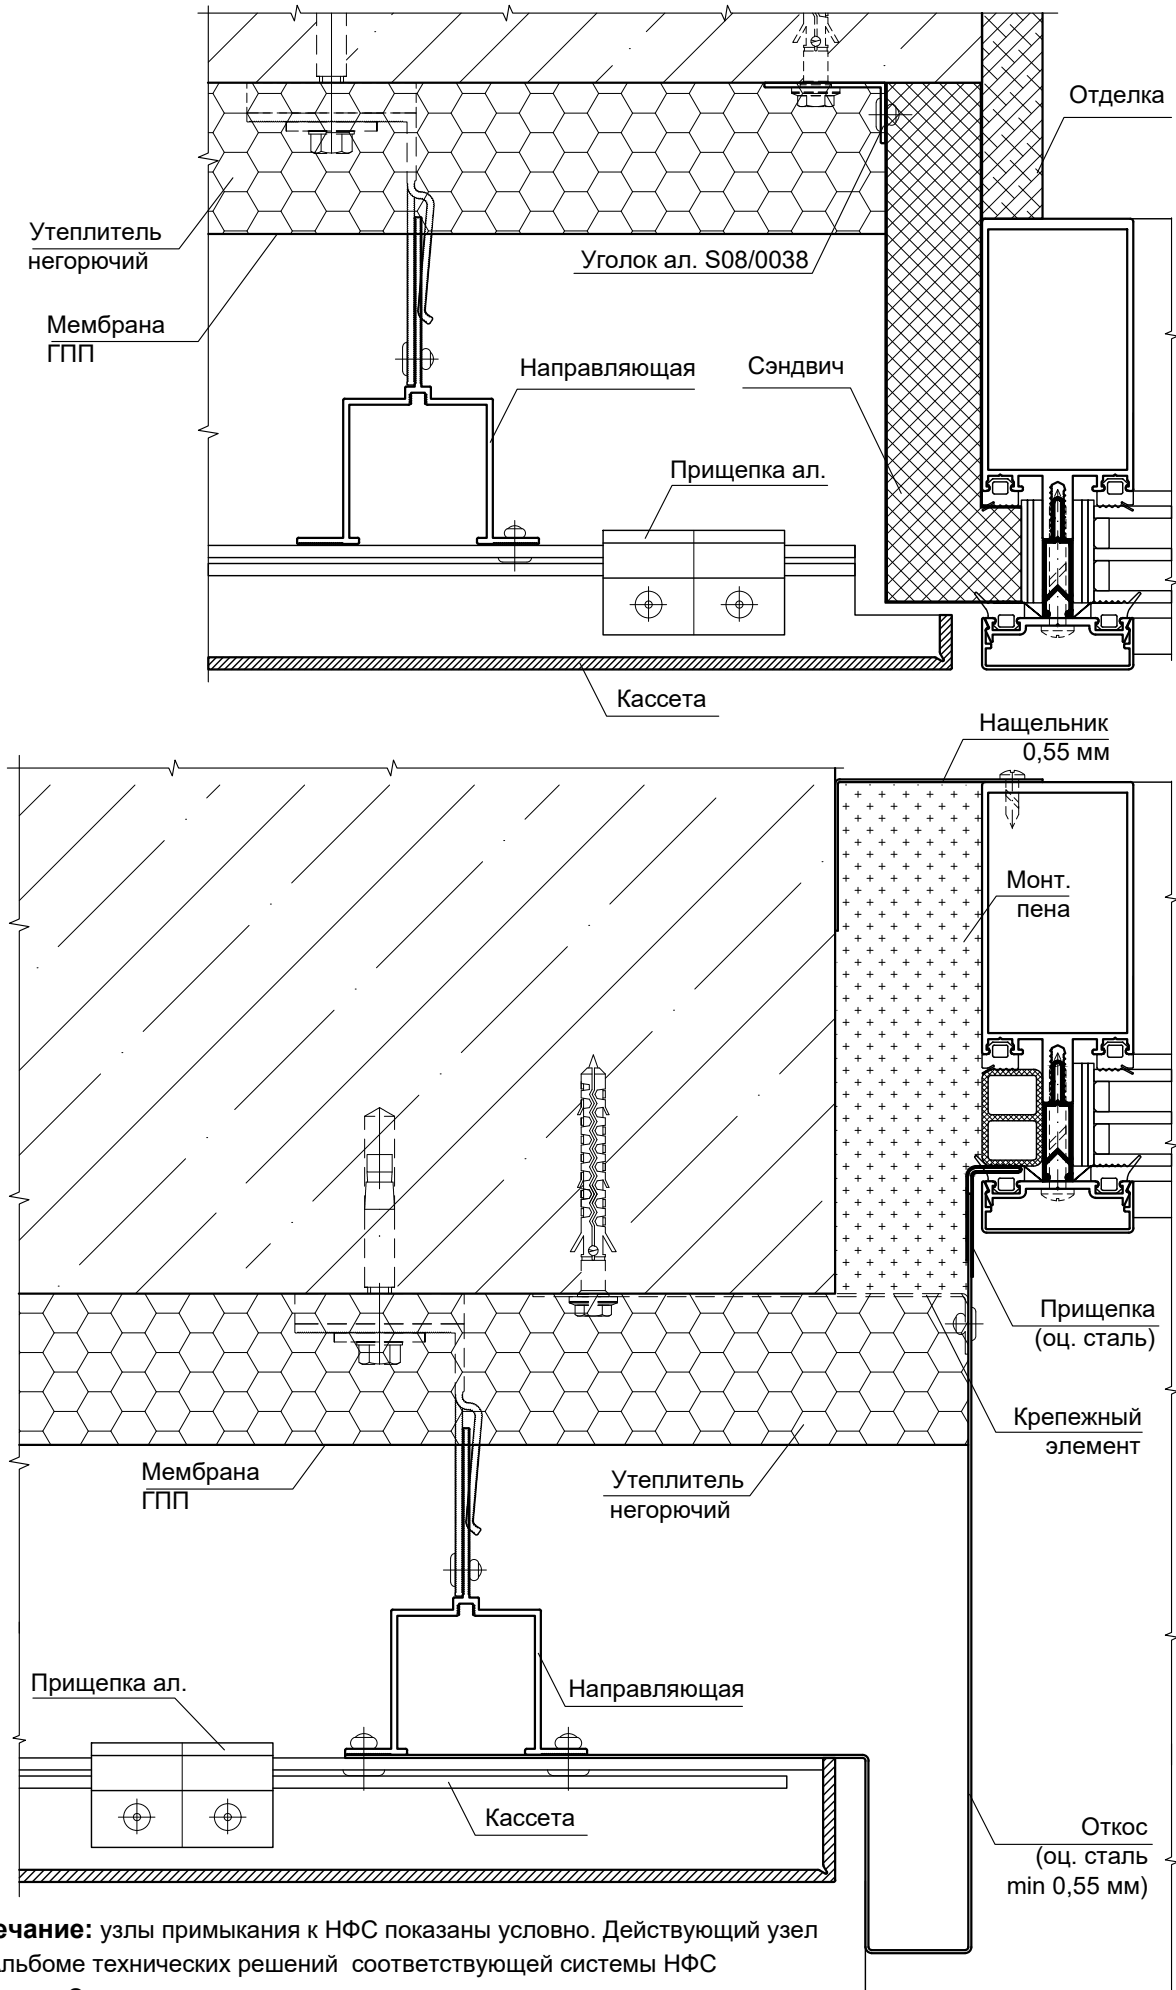 Отделка
Утеплитель
негорючий
Уголок ал. S08/0038
Мембрана
ГПП
Направляющая
Сэндвич
Прищепка ал.
Кассета
Нащельник
0,55 мм
Монт.
пена
Прищепка
(оц. сталь)
Крепежный
элемент
Мембрана
ГПП
Утеплитель
негорючий
Прищепка ал.
Направляющая
Кассета
Откос
(оц. сталь
min 0,55 мм)
ечание: узлы примыкания к НФС показаны условно. Действующий узел
льбоме технических решений соответствующей системы НФС